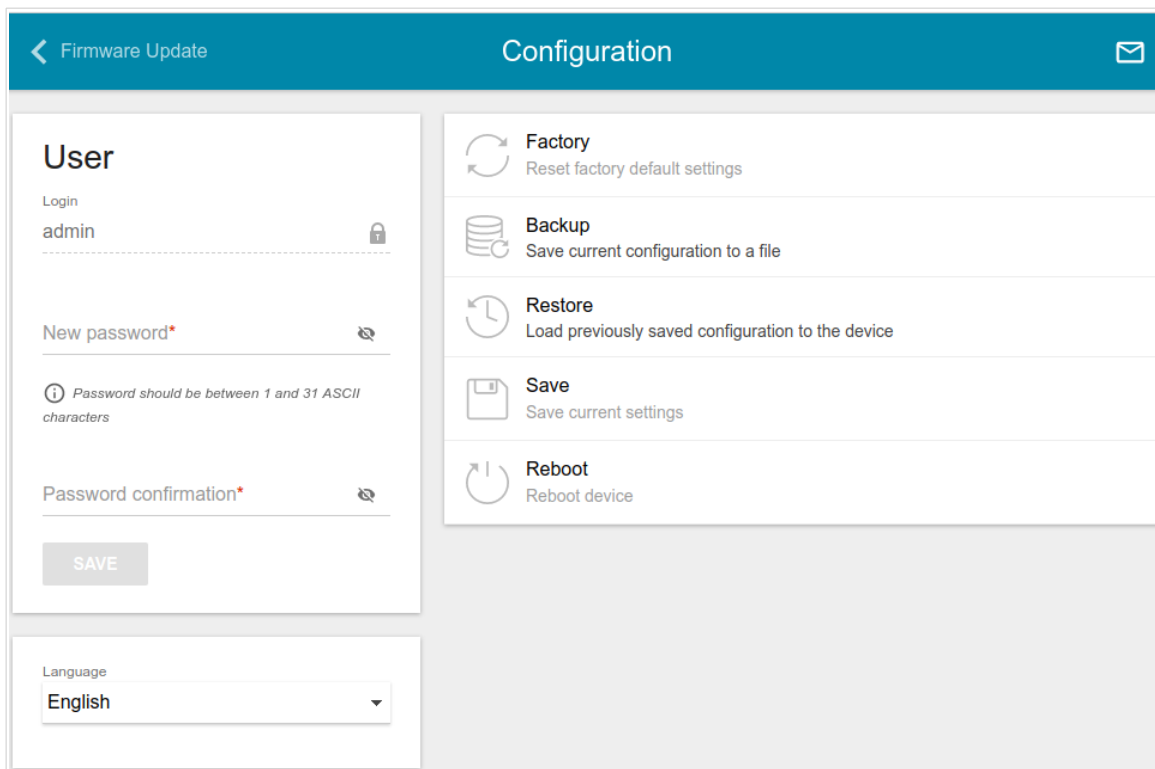 Firmware Update
Configuration
User
Login
admin
New password*
Password should be between 1 and 31 ASCII
characters
Password confirmation*
SAVE
Language
English
Factory
Reset factory default settings
Backup
Save current configuration to a file
Restore
Load previously saved configuration to the device
Save
Save current settings
Reboot
Reboot device